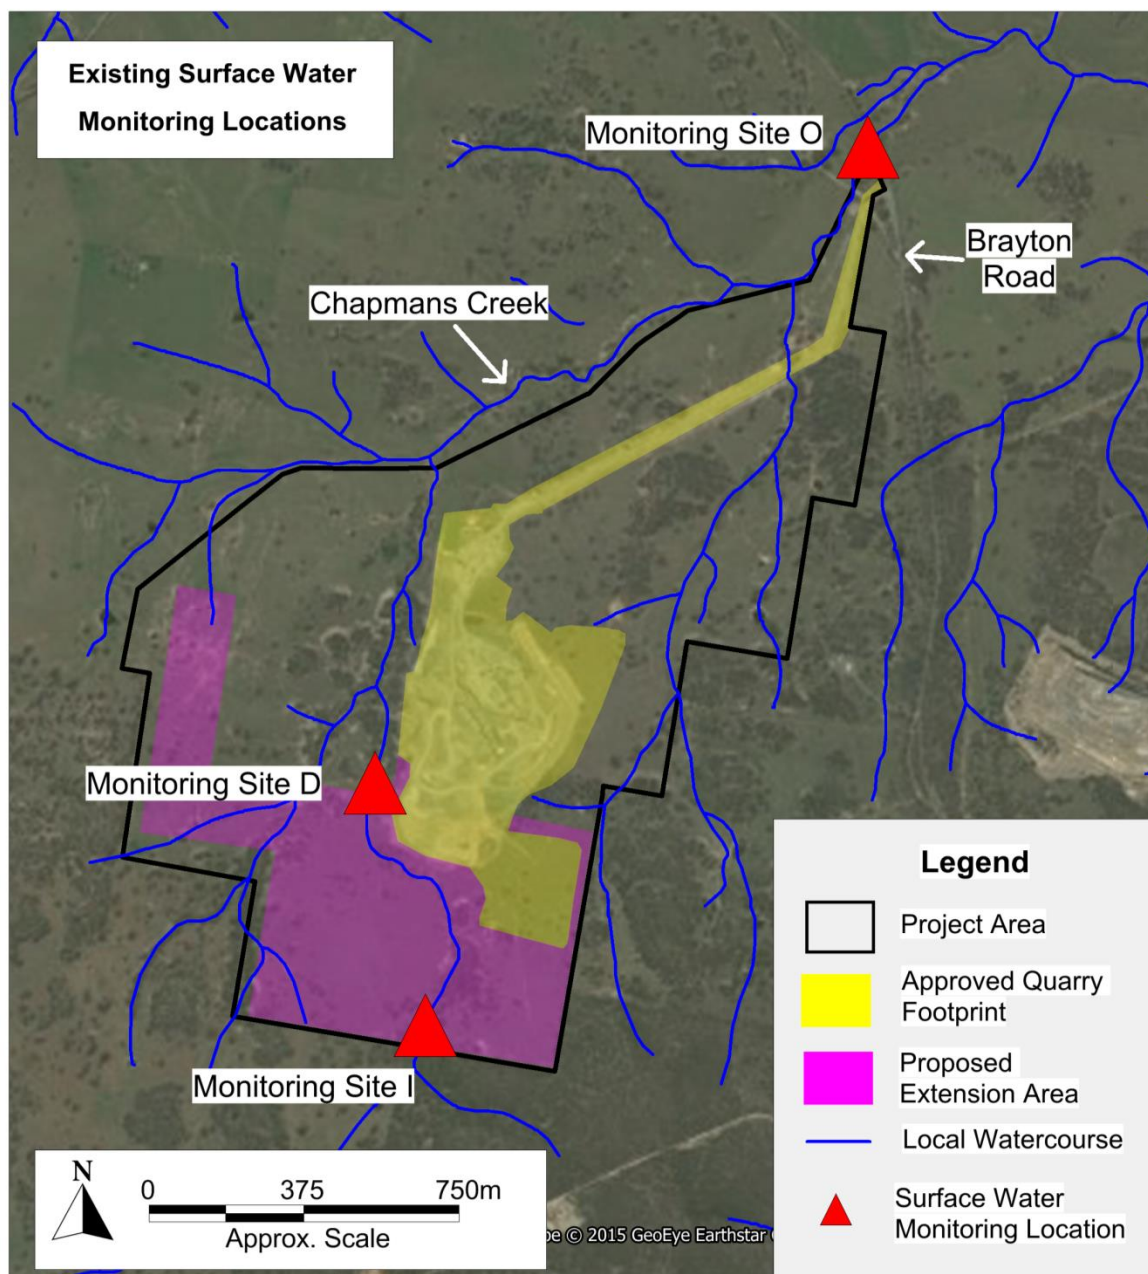 Existing Surface Water
Monitoring Locations
Monitoring Site O
Brayton
Road
Chapmans Creek
Monitoring Site D
Monitoring Site I
Legend
Project Area
Approved Quarry
Footprint
Proposed
Extension Area
Local Watercourse
Surface Water
Monitoring Location
N
0 375 750m
Approx. Scale
© 2015 GeoEye Earthstar